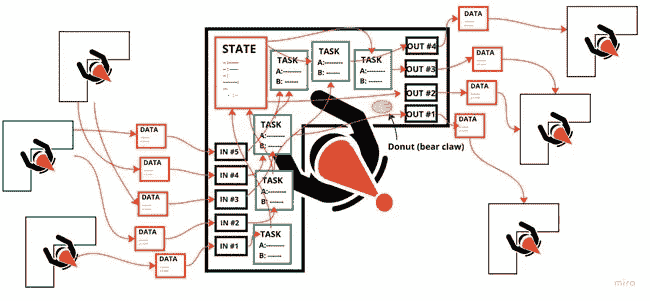 STATE
TASK
A:
B:
TASK
A:
B:
TASK
A:
B:
OUT #4
OUT #3
OUT #2
OUT #1
DATA
DATA
DATA
DATA
Donut (bear claw)
TASK
A:
B:
TASK
A:
B:
TASK
A:
B:
IN #5
IN #4
IN #3
IN #2
IN #1
DATA
DATA
DATA
DATA
DATA
miro